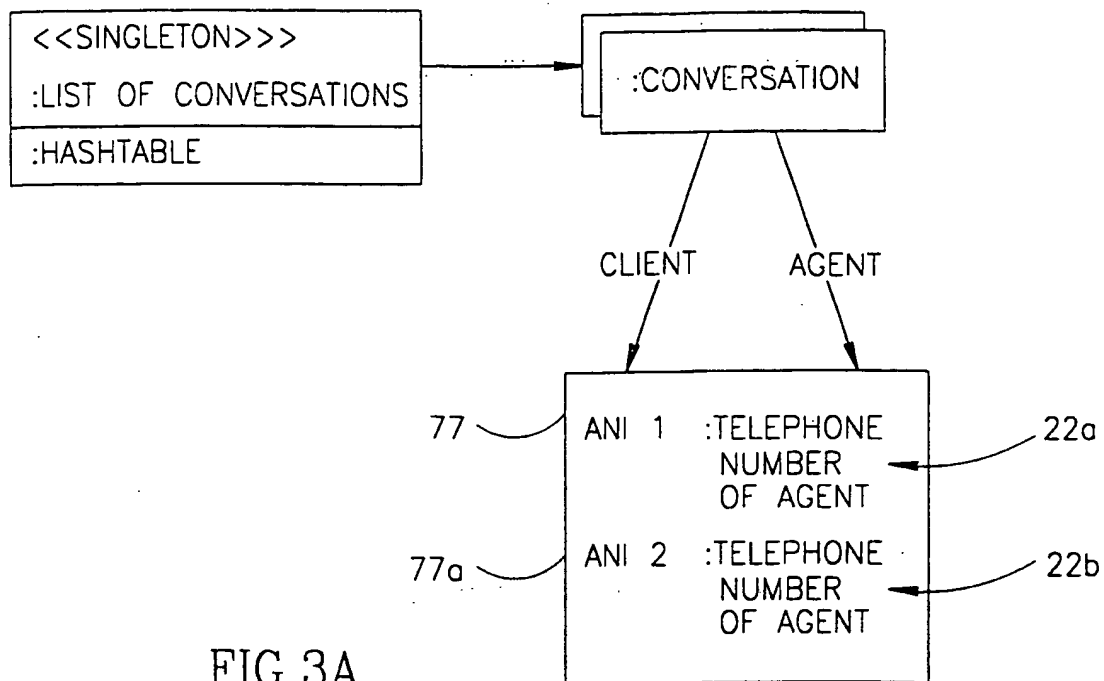 <<SINGLETON>>>
:LIST OF CONVERSATIONS
:HASHTABLE
:CONVERSATION
CLIENT
AGENT
77
ANI 1 :TELEPHONE
NUMBER
OF AGENT
22a
77a
ANI 2 :TELEPHONE
NUMBER
OF AGENT
22b
FIG.3A